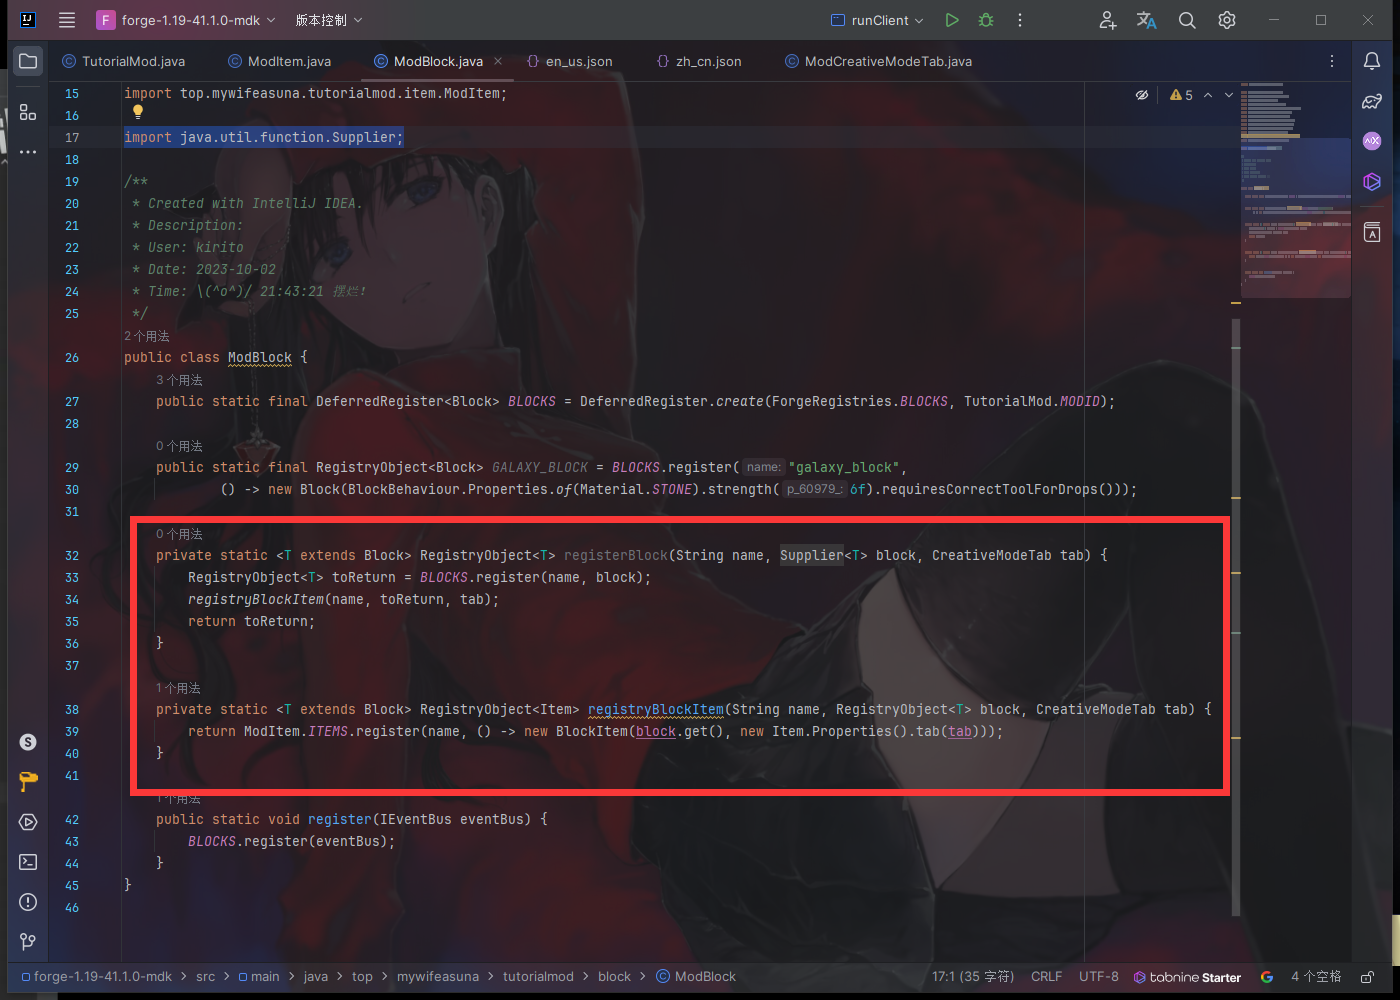 F forge-1.19-41.1.0-mdk 版本控制 runClient
TutorialMod.java ModItem.java ModBlock.java en_us.json zh_cn.json ModCreativeModeTab.java
15 import top.mywifeasuna.tutorialmod.item.ModItem; 5
16
17 import java.util.function.Supplier;
18
19 /**
20 * Created with IntelliJ IDEA.
21 * Description:
22 * User: kirito
23 * Date: 2023-10-02
24 * Time: \(^o^)/ 21:43:21 摆烂!
25 */
2 个用法
26 public class ModBlock {
3 个用法
27 public static final DeferredRegister<Block> BLOCKS = DeferredRegister.create(ForgeRegistries.BLOCKS, TutorialMod.MODID);
28
0 个用法
29 public static final RegistryObject<Block> GALAXY_BLOCK = BLOCKS.register( name: "galaxy_block",
30 () -> new Block(BlockBehaviour.Properties.of(Material.STONE).strength( p_60979_: 6f).requiresCorrectToolForDrops()));
31
0 个用法
32 private static <T extends Block> RegistryObject<T> registerBlock(String name, Supplier<T> block, CreativeModeTab tab) {
33 RegistryObject<T> toReturn = BLOCKS.register(name, block);
34 registryBlockItem(name, toReturn, tab);
35 return toReturn;
36 }
37
1 个用法
38 private static <T extends Block> RegistryObject<Item> registryBlockItem(String name, RegistryObject<T> block, CreativeModeTab tab) {
39 return ModItem.ITEMS.register(name, () -> new BlockItem(block.get(), new Item.Properties().tab(tab)));
40 }
41
1 个用法
42 public static void register(IEventBus eventBus) {
43 BLOCKS.register(eventBus);
44 }
45 }
46
forge-1.19-41.1.0-mdk > src > main > java > top > mywifeasuna > tutorialmod > block > ModBlock 17:1 (35 字符) CRLF UTF-8 tabnine Starter 4 个空格